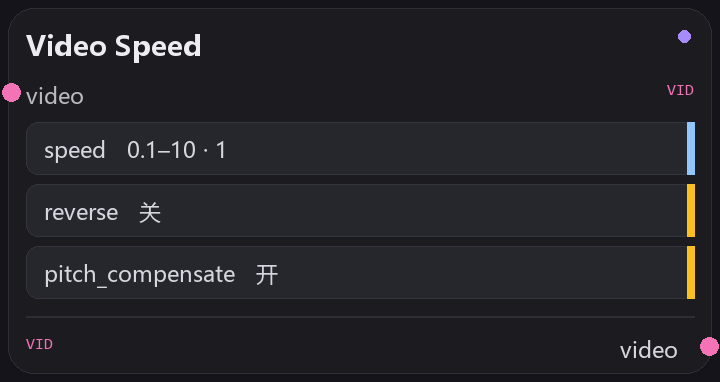 Video Speed
video VID
speed 0.1–10 · 1
reverse 关
pitch_compensate 开
VID video